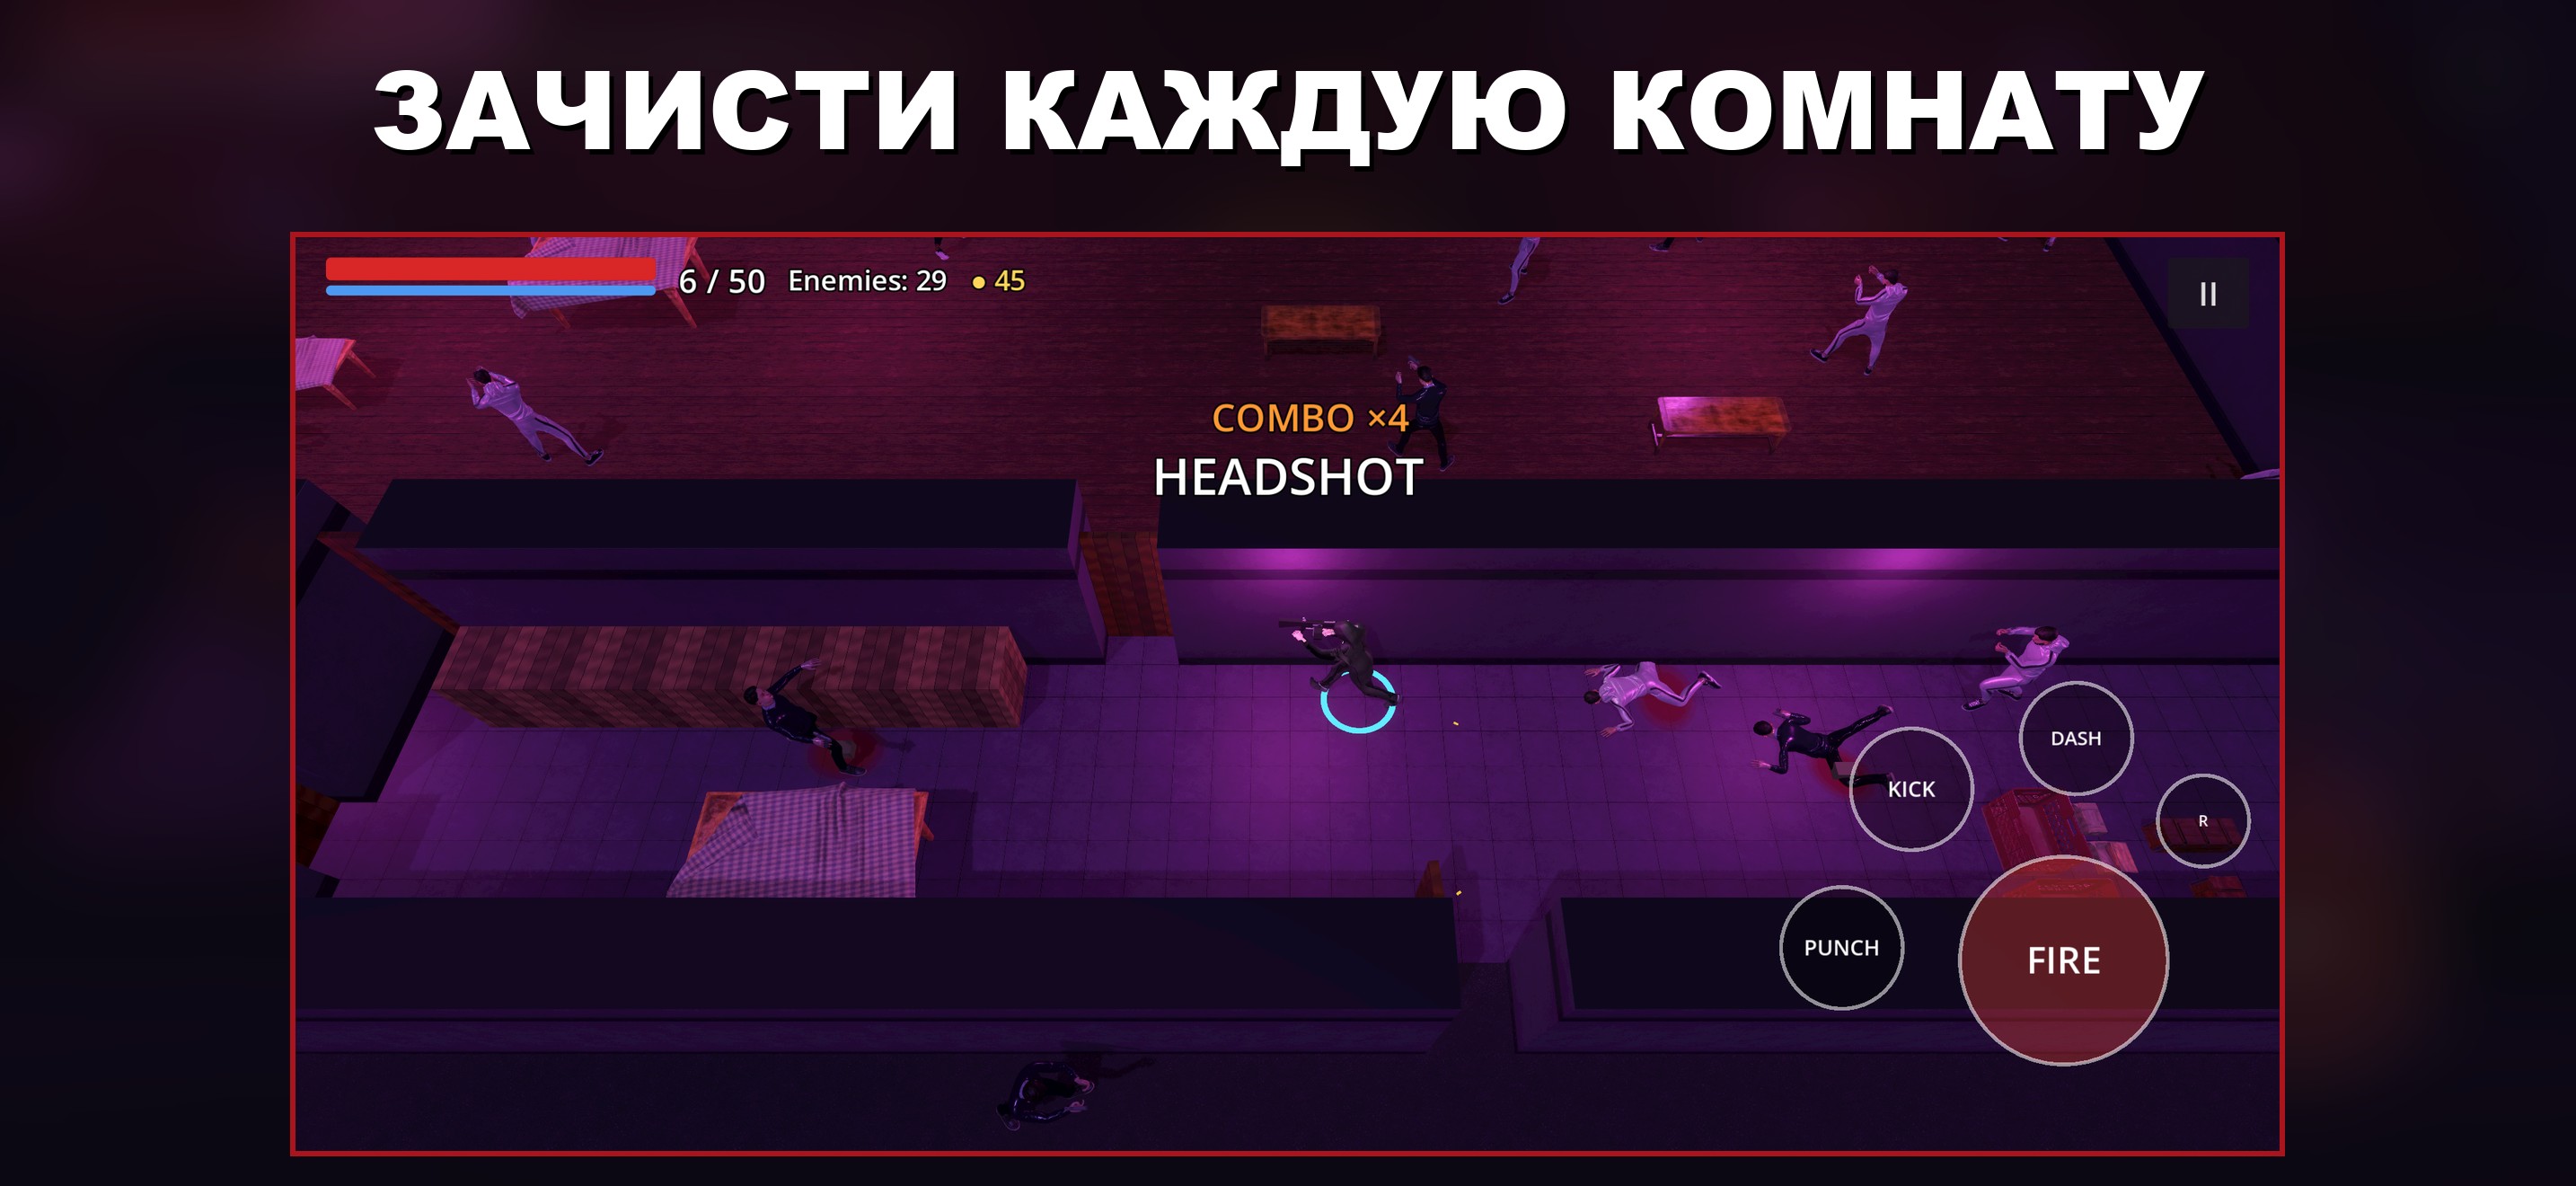 ЗАЧИСТИ КАЖДУЮ КОМНАТУ
6 / 50 Enemies: 29 45
COMBO ×4
HEADSHOT
DASH
KICK
R
PUNCH
FIRE